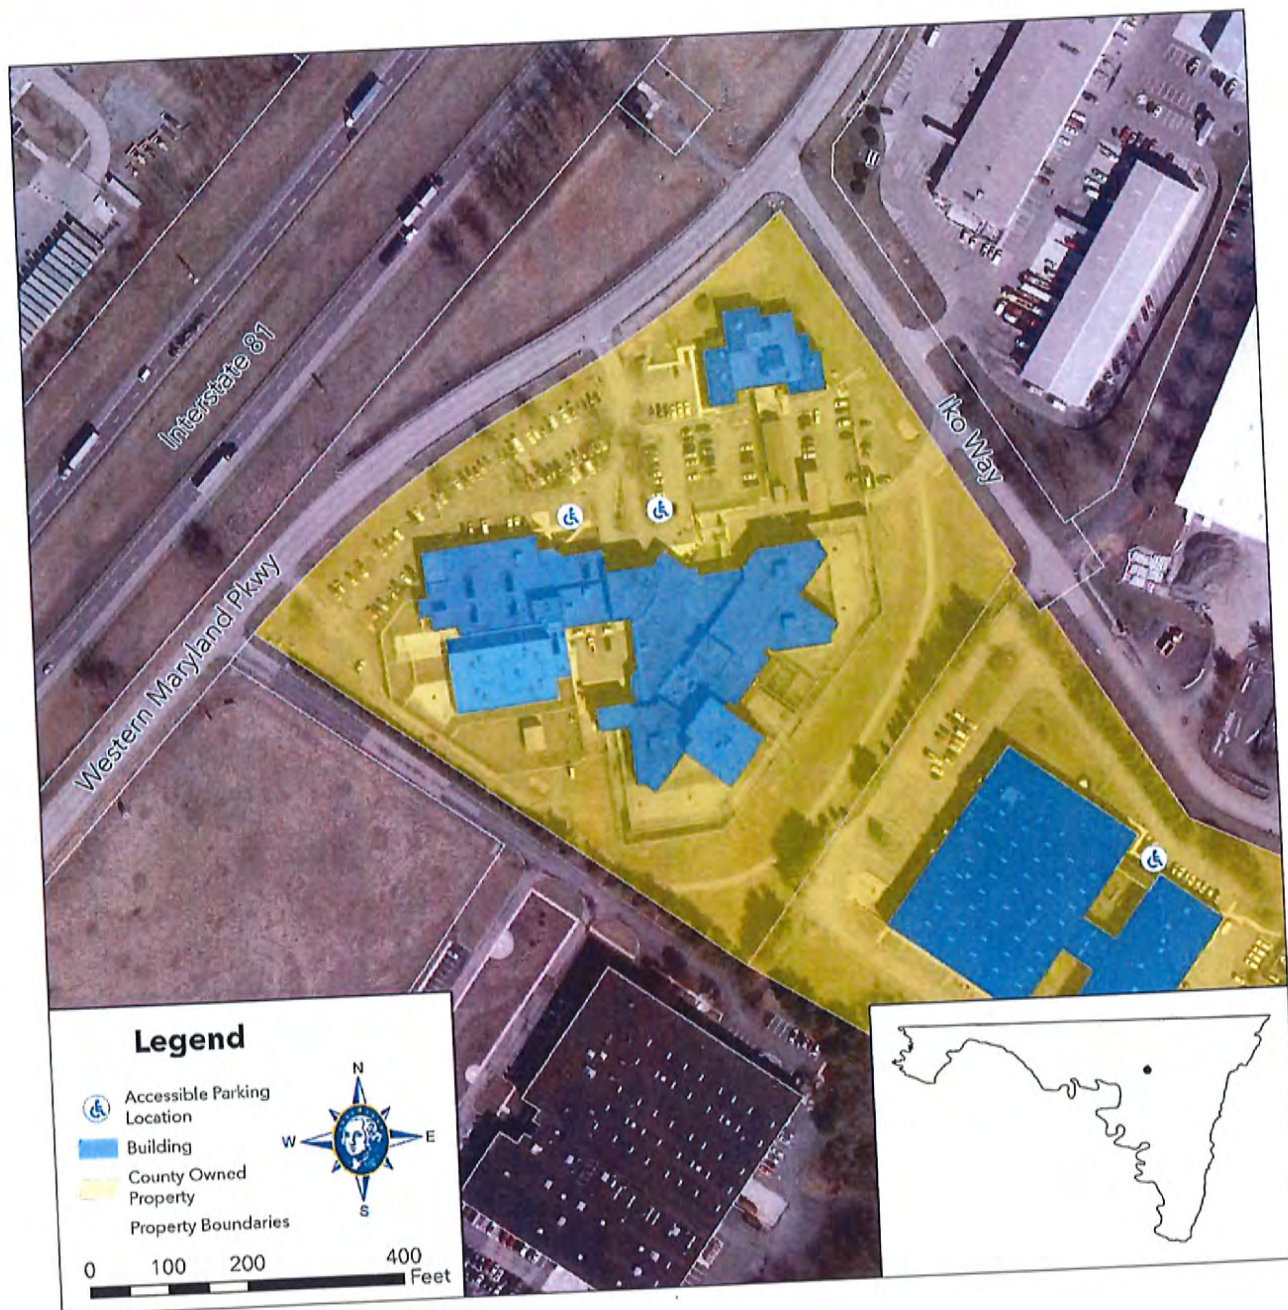 Interstate 81
Iko Way
Western Maryland Pkwy
Legend
Accessible Parking
Location
Building
County Owned
Property
Property Boundaries
N
W
E
S
0 100 200 400
Feet